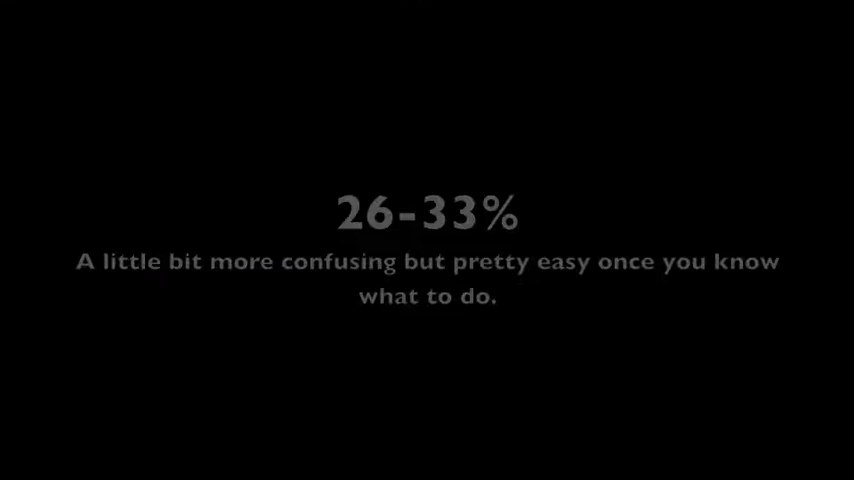 26-33%
A little bit more confusing but pretty easy once you know
what to do.